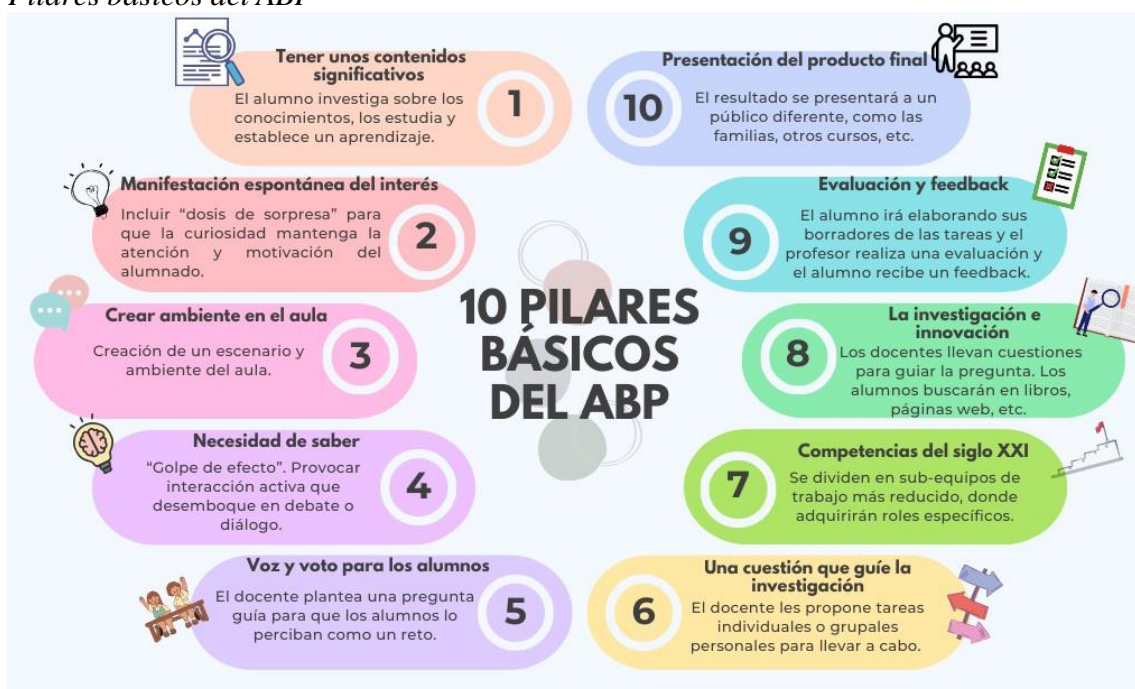 Pilares básicos del ABP
Tener unos contenidos
significativos
El alumno investiga sobre los
conocimientos, los estudia y
establece un aprendizaje.
1
Manifestación espontánea del interés
Incluir “dosis de sorpresa” para
que la curiosidad mantenga la
atención y motivación del
alumnado.
2
Crear ambiente en el aula
Creación de un escenario y
ambiente del aula.
3
Necesidad de saber
“Golpe de efecto”. Provocar
interacción activa que
desemboque en debate o
diálogo.
4
Voz y voto para los alumnos
El docente plantea una pregunta
guía para que los alumnos lo
perciban como un reto.
5
10 PILARES
BÁSICOS
DEL ABP
Presentación del producto final
10
El resultado se presentará a un
público diferente, como las
familias, otros cursos, etc.
Evaluación y feedback
9
El alumno irá elaborando sus
borradores de las tareas y el
profesor realiza una evaluación y
el alumno recibe un feedback.
La investigación e
innovación
8
Los docentes llevan cuestiones
para guiar la pregunta. Los
alumnos buscarán en libros,
páginas web, etc.
Competencias del siglo XXI
7
Se dividen en sub-equipos de
trabajo más reducido, donde
adquirirán roles específicos.
Una cuestión que guíe la
investigación
6
El docente les propone tareas
individuales o grupales
personales para llevar a cabo.